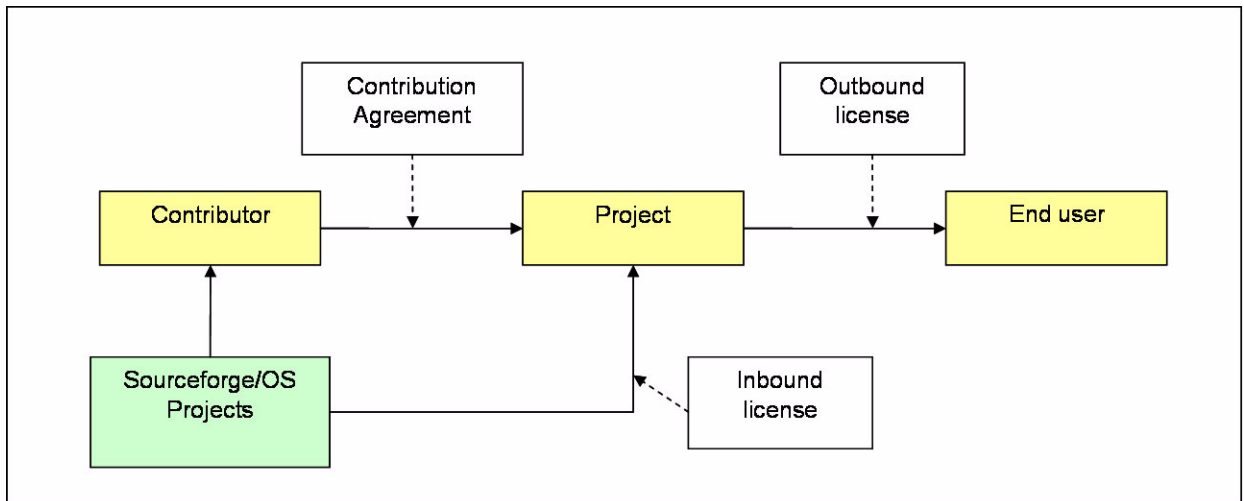 Contribution
Agreement
Outbound
license
Contributor
Project
End user
Sourceforge/OS
Projects
Inbound
license